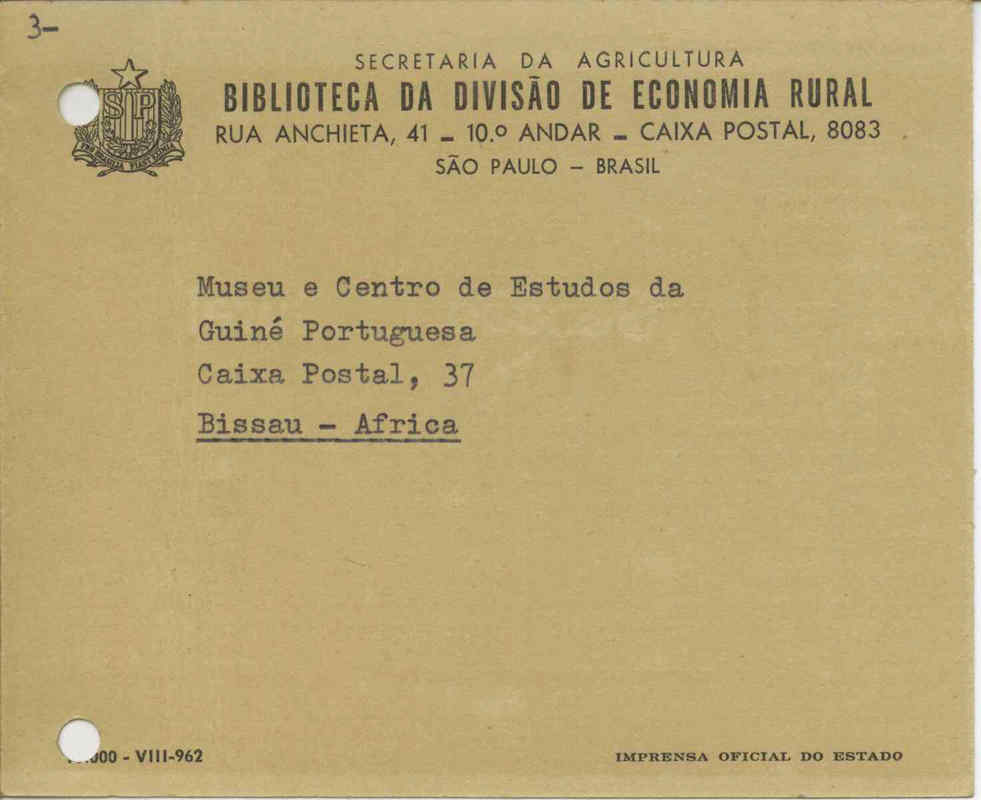 3-
SECRETARIA DA AGRICULTURA
BIBLIOTECA DA DIVISÃO DE ECONOMIA RURAL
RUA ANCHIETA, 41 – 10.º ANDAR – CAIXA POSTAL, 8083
SÃO PAULO – BRASIL
SP
Museu e Centro de Estudos da
Guiné Portuguesa
Caixa Postal, 37
Bissau - Africa
000 - VIII-962
IMPRENSA OFICIAL DO ESTADO